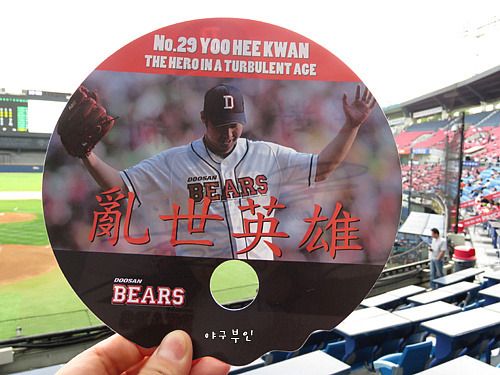 No.29 YOO HEE KWAN
THE HERO IN A TURBULENT AGE
D
DOOSAN
BEARS
亂世英雄
DOOSAN
BEARS
야구부인